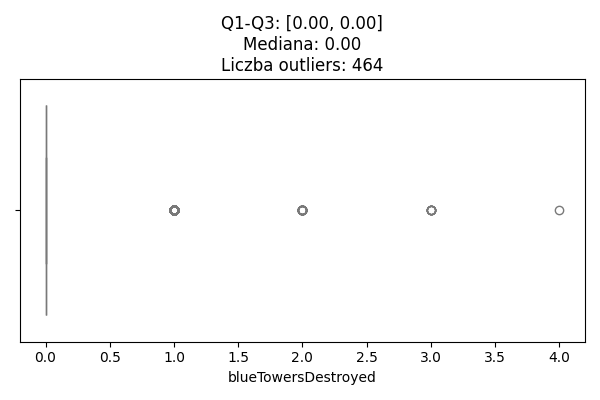 Q1-Q3: [0.00, 0.00]
Mediana: 0.00
Liczba outliers: 464
0.0 0.5 1.0 1.5 2.0 2.5 3.0 3.5 4.0
blueTowersDestroyed